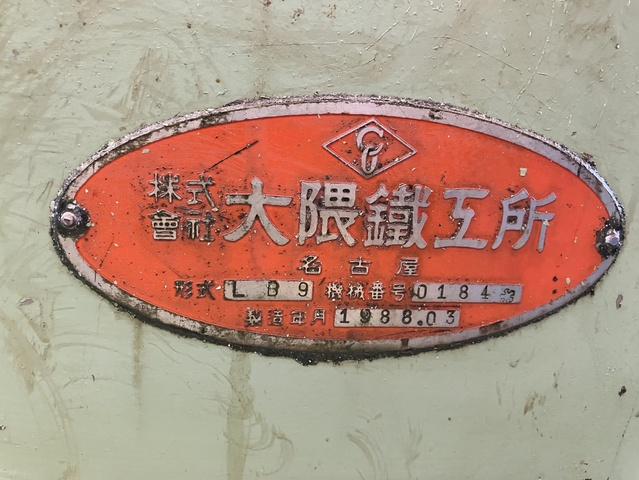 株式會社 大隈鐵工所
名古屋
形式 LB9 機械番号 0184
製造年月 1988.03